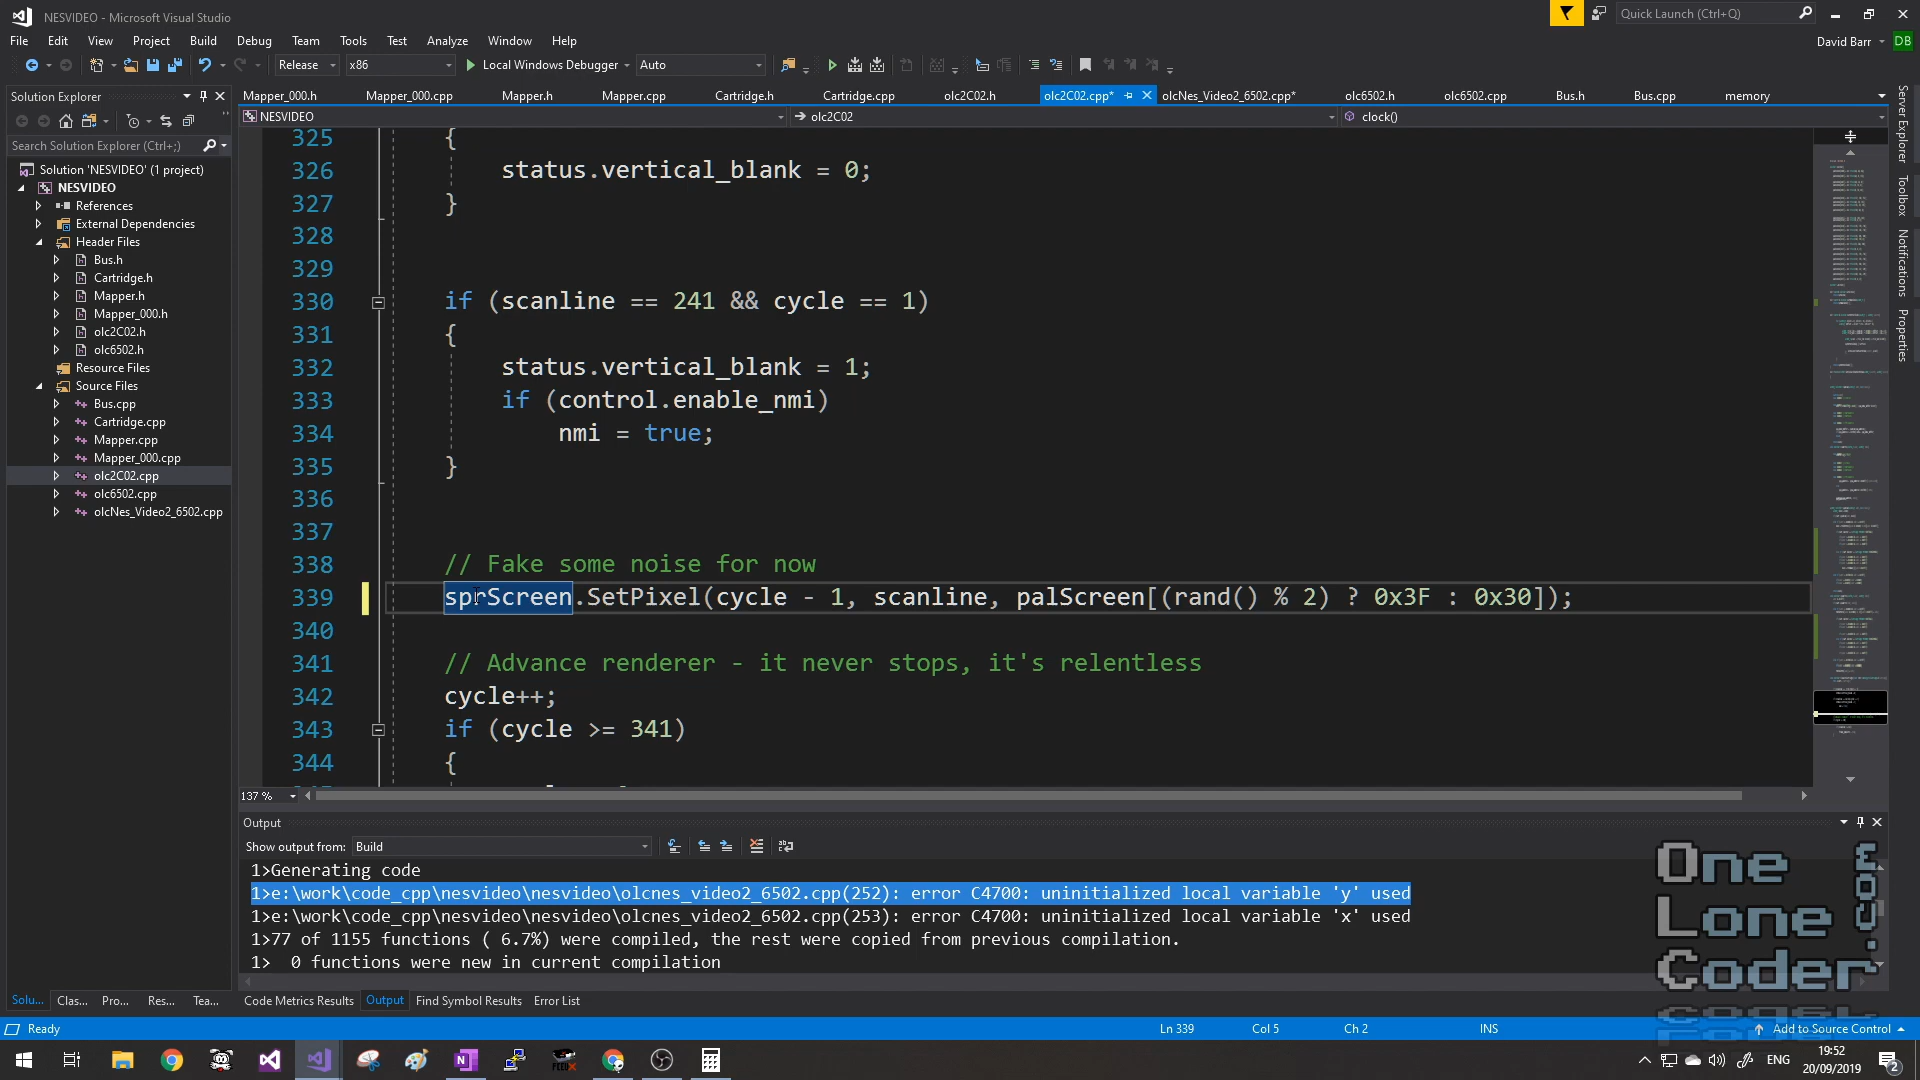 NESVIDEO - Microsoft Visual Studio
Quick Launch (Ctrl+Q)
File Edit View Project Build Debug Team Tools Test Analyze Window Help
David Barr DB
Release x86 Local Windows Debugger Auto
Solution Explorer
Mapper_000.h Mapper_000.cpp Mapper.h Mapper.cpp Cartridge.h Cartridge.cpp olc2C02.h olc2C02.cpp* olcNes_Video2_6502.cpp* olc6502.h olc6502.cpp Bus.h Bus.cpp memory
NESVIDEO olc2C02 clock()
Search Solution Explorer (Ctrl+;)
Solution 'NESVIDEO' (1 project)
NESVIDEO
References
External Dependencies
Header Files
Bus.h
Cartridge.h
Mapper.h
Mapper_000.h
olc2C02.h
olc6502.h
Resource Files
Source Files
Bus.cpp
Cartridge.cpp
Mapper.cpp
Mapper_000.cpp
olc2C02.cpp
olc6502.cpp
olcNes_Video2_6502.cpp
325 {
326 status.vertical_blank = 0;
327 }
328
329
330 if (scanline == 241 && cycle == 1)
331 {
332 status.vertical_blank = 1;
333 if (control.enable_nmi)
334 nmi = true;
335 }
336
337
338 // Fake some noise for now
339 sprScreen.SetPixel(cycle - 1, scanline, palScreen[(rand() % 2) ? 0x3F : 0x30]);
340
341 // Advance renderer - it never stops, it's relentless
342 cycle++;
343 if (cycle >= 341)
344 {
137 %
Server Explorer
Toolbox
Notifications
Properties
Output
Show output from: Build
1>Generating code
1>e:\work\code_cpp\nesvideo\nesvideo\olcnes_video2_6502.cpp(252): error C4700: uninitialized local variable 'y' used
1>e:\work\code_cpp\nesvideo\nesvideo\olcnes_video2_6502.cpp(253): error C4700: uninitialized local variable 'x' used
1>77 of 1155 functions ( 6.7%) were compiled, the rest were copied from previous compilation.
1> 0 functions were new in current compilation
One
Lone
Coder
Solu... Clas... Pro... Res... Tea...
Code Metrics Results Output Find Symbol Results Error List
Ready Ln 339 Col 5 Ch 2 INS Add to Source Control
ENG
19:52
20/09/2019
2